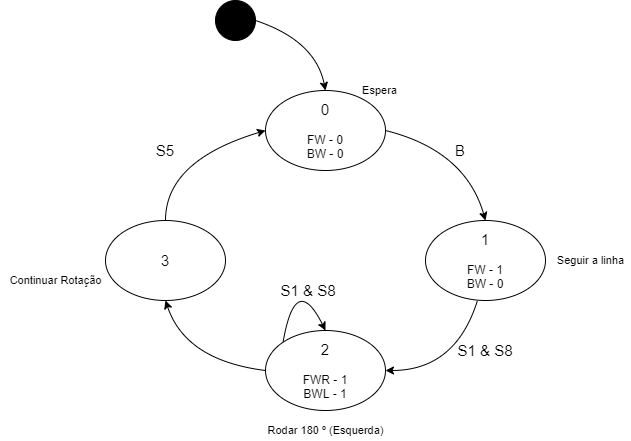 Espera
0
FW - 0
BW - 0
S5
B
1
FW - 1
BW - 0
Seguir a linha
3
Continuar Rotação
S1 & S8
2
FWR - 1
BWL - 1
S1 & S8
Rodar 180 º (Esquerda)